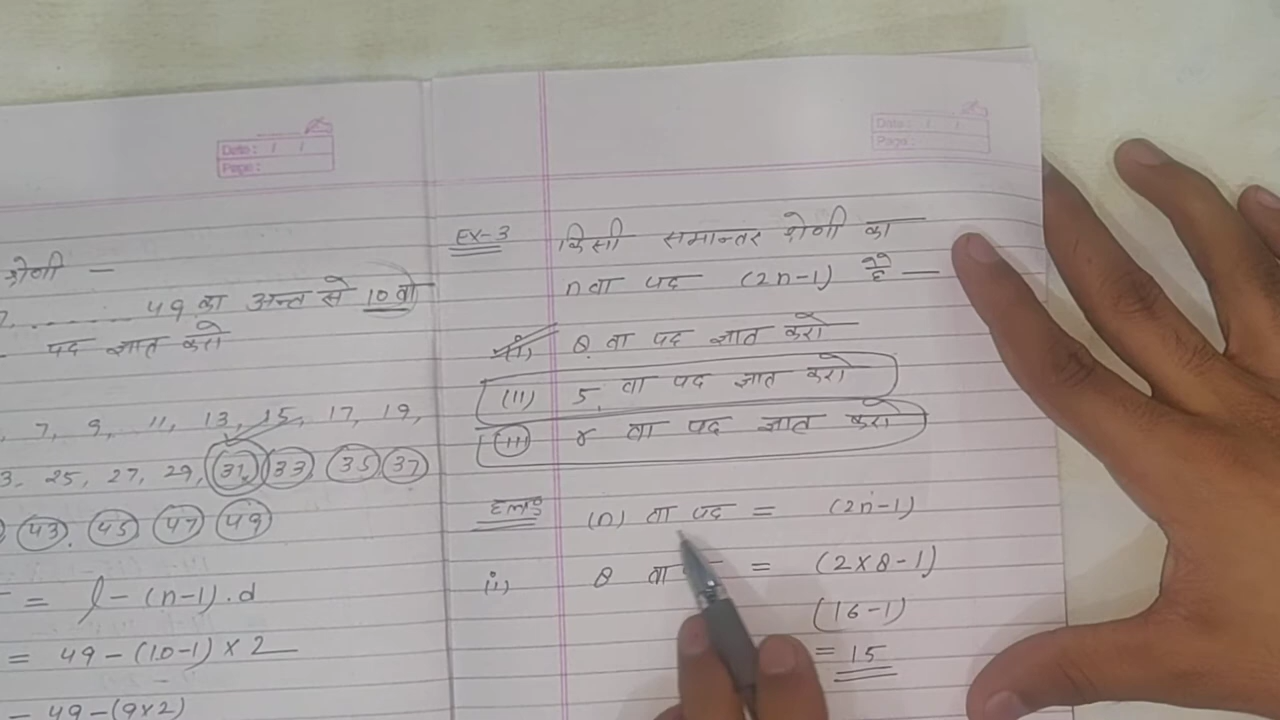 Date: / /
Page:
श्रेणी —
7, ........ 49 का अन्त से 10 वां
पद ज्ञात करो
, 7, 9, 11, 13, 15, 17, 19,
3, 25, 27, 29, 31, 33, 35 37
43, 45, 47, 49
= l - (n-1).d
= 49 - (10-1) × 2
- 49 - (9×2)
Date: / /
Page:
EX-3 किसी समान्तर श्रेणी का
n वा पद (2n-1) है —
(i) 8 वा पद ज्ञात करो
(ii) 5 वा पद ज्ञात करो
(iii) r वा पद ज्ञात करो
हल (n) वा पद = (2n-1)
(i) 8 वा = (2×8-1)
(16-1)
= 15